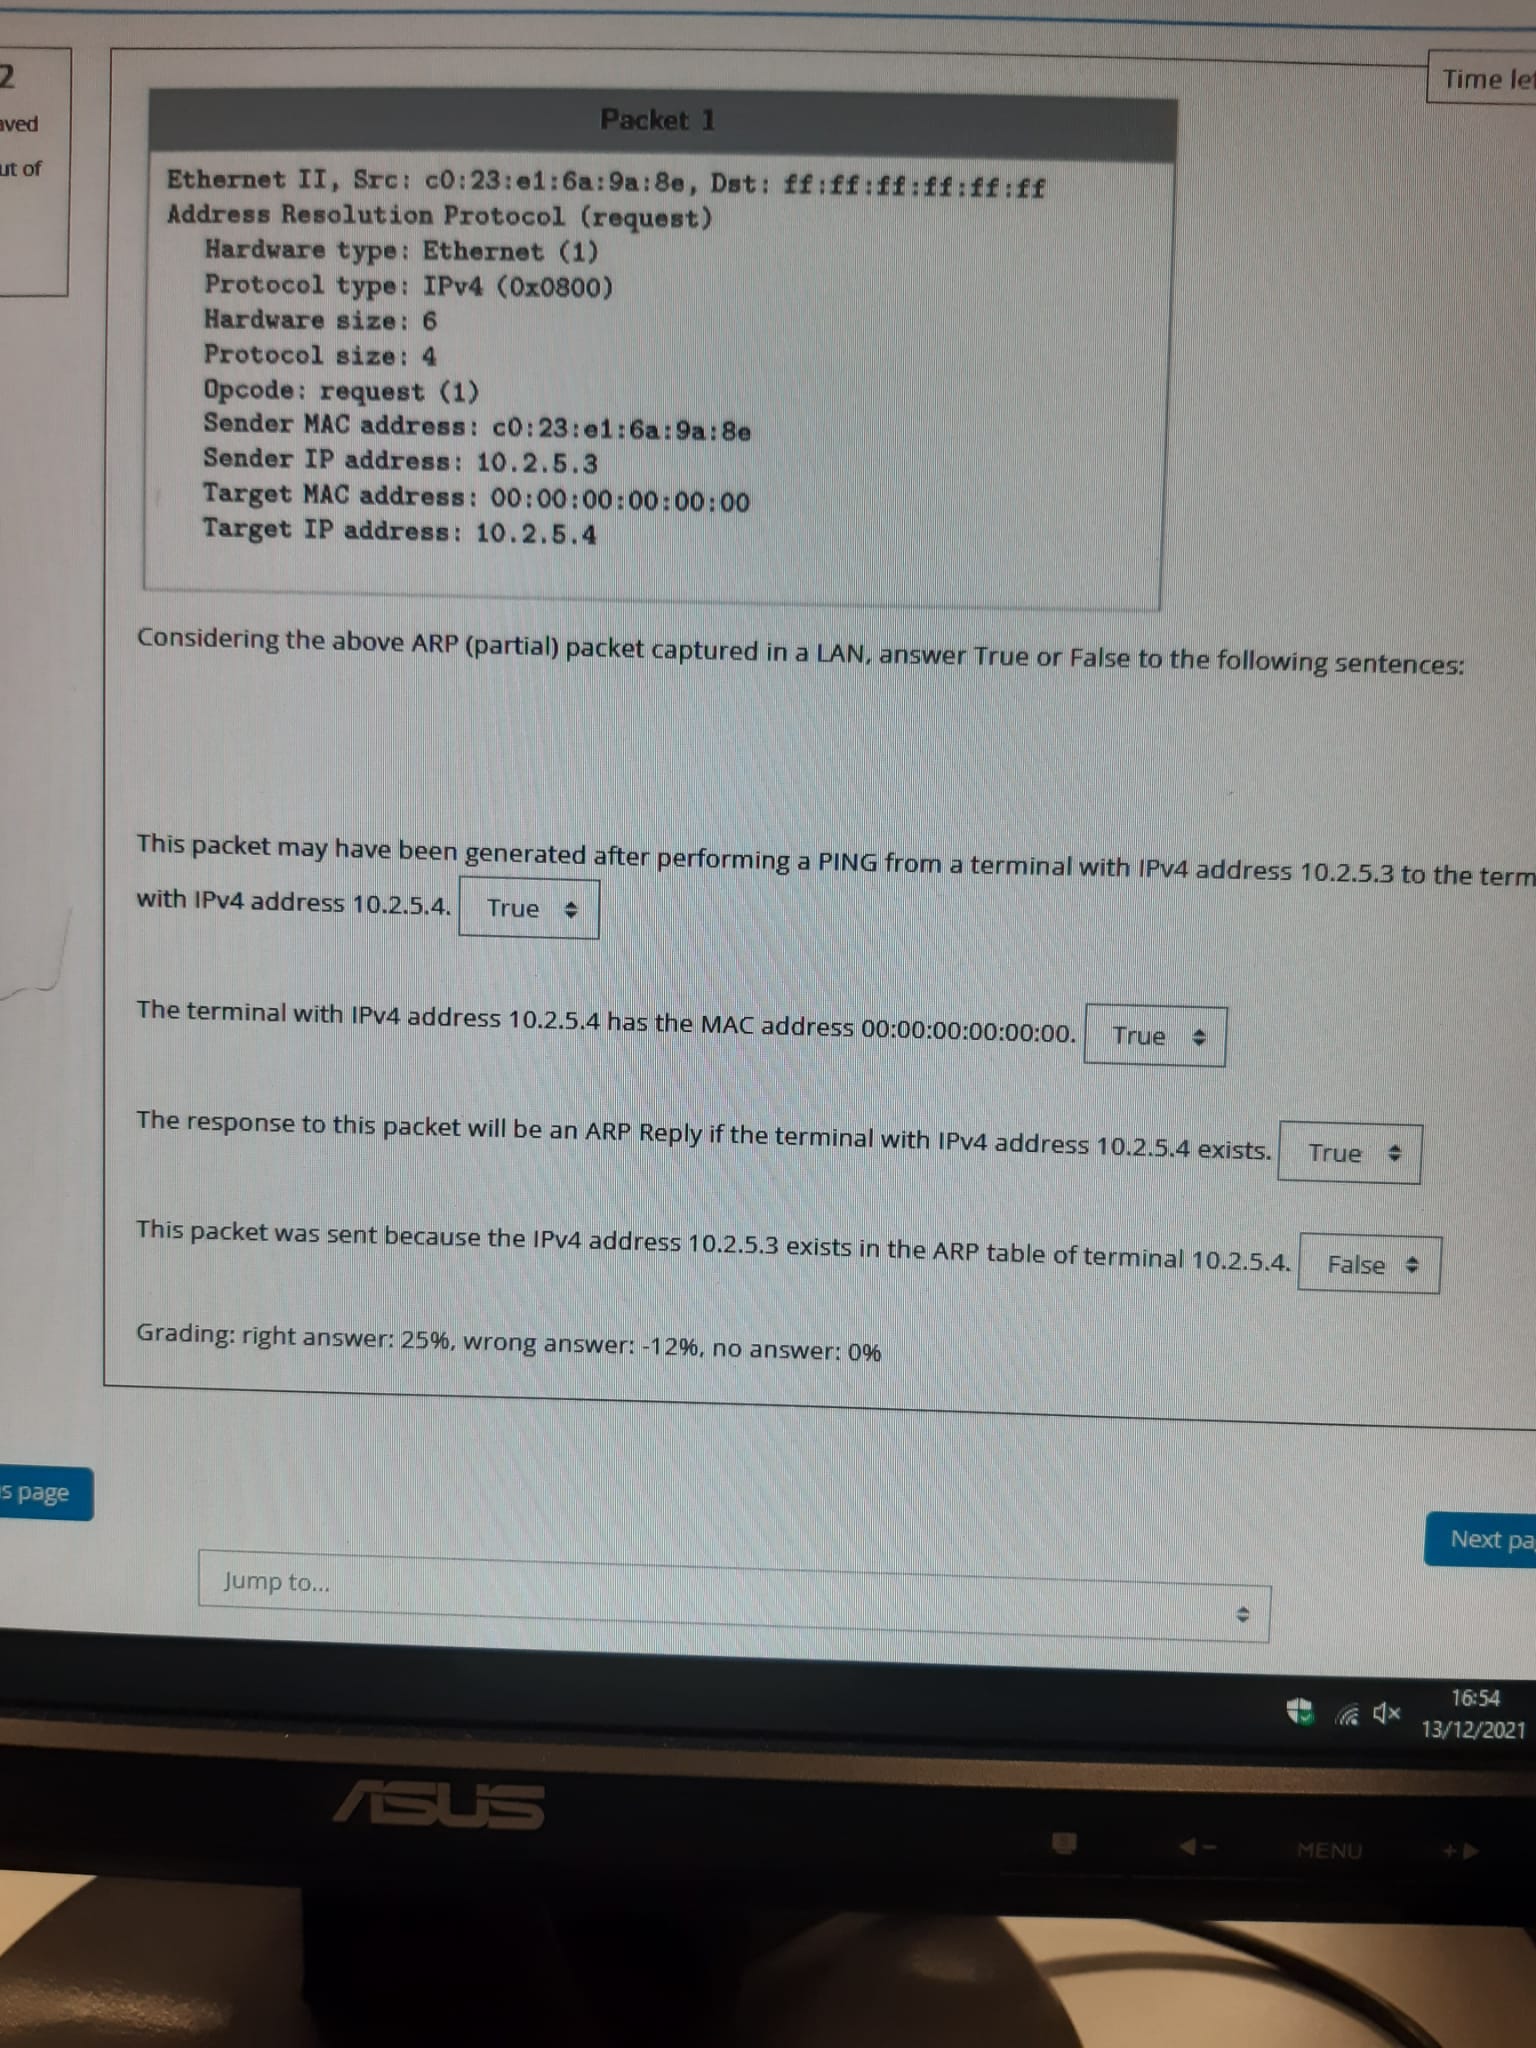 2
Time lef
aved
ut of
Packet 1
Ethernet II, Src: c0:23:e1:6a:9a:8e, Dst: ff:ff:ff:ff:ff:ff
Address Resolution Protocol (request)
Hardware type: Ethernet (1)
Protocol type: IPv4 (0x0800)
Hardware size: 6
Protocol size: 4
Opcode: request (1)
Sender MAC address: c0:23:e1:6a:9a:8e
Sender IP address: 10.2.5.3
Target MAC address: 00:00:00:00:00:00
Target IP address: 10.2.5.4
Considering the above ARP (partial) packet captured in a LAN, answer True or False to the following sentences:
This packet may have been generated after performing a PING from a terminal with IPv4 address 10.2.5.3 to the term
with IPv4 address 10.2.5.4. True
The terminal with IPv4 address 10.2.5.4 has the MAC address 00:00:00:00:00:00. True
The response to this packet will be an ARP Reply if the terminal with IPv4 address 10.2.5.4 exists. True
This packet was sent because the IPv4 address 10.2.5.3 exists in the ARP table of terminal 10.2.5.4. False
Grading: right answer: 25%, wrong answer: -12%, no answer: 0%
s page
Next pa
Jump to...
16:54
13/12/2021
ASUS
MENU